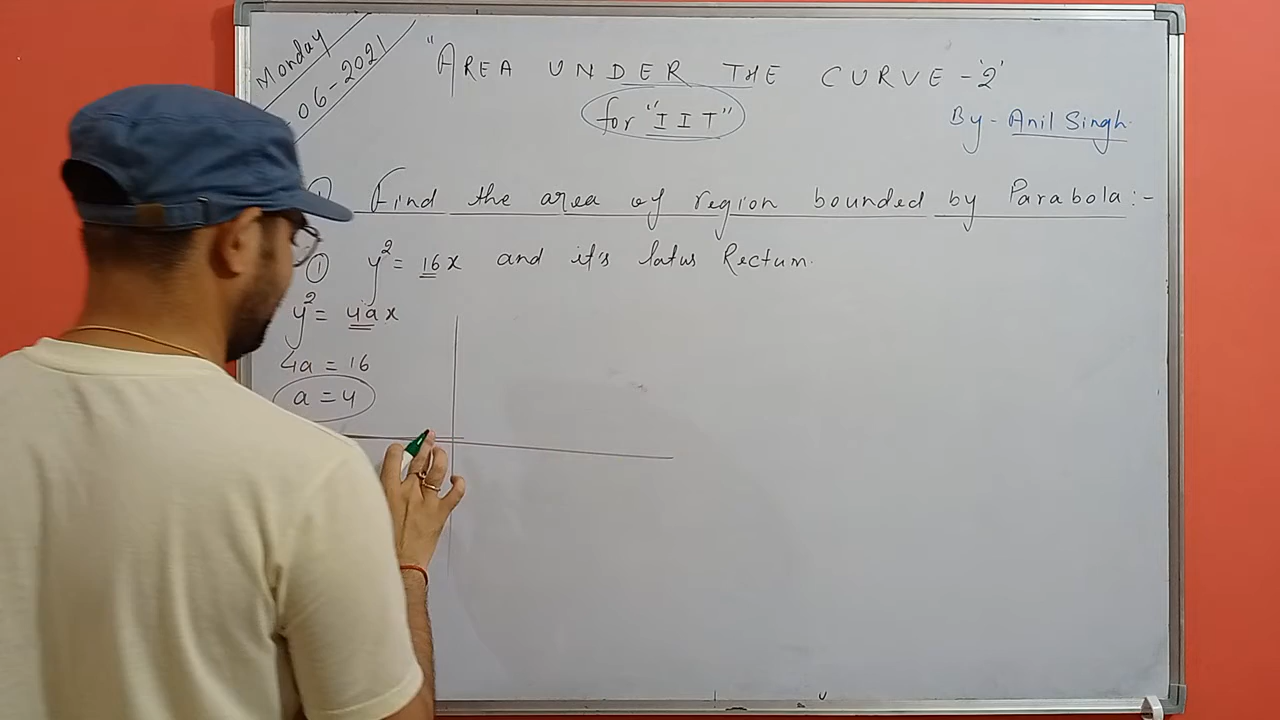 Monday
06-2021
"AREA UNDER THE CURVE-'2'
for "IIT"
By- Anil Singh.
Find the area of region bounded by Parabola:-
① y²= 16x and it's latus Rectum.
y²= 4ax
4a = 16
a = 4